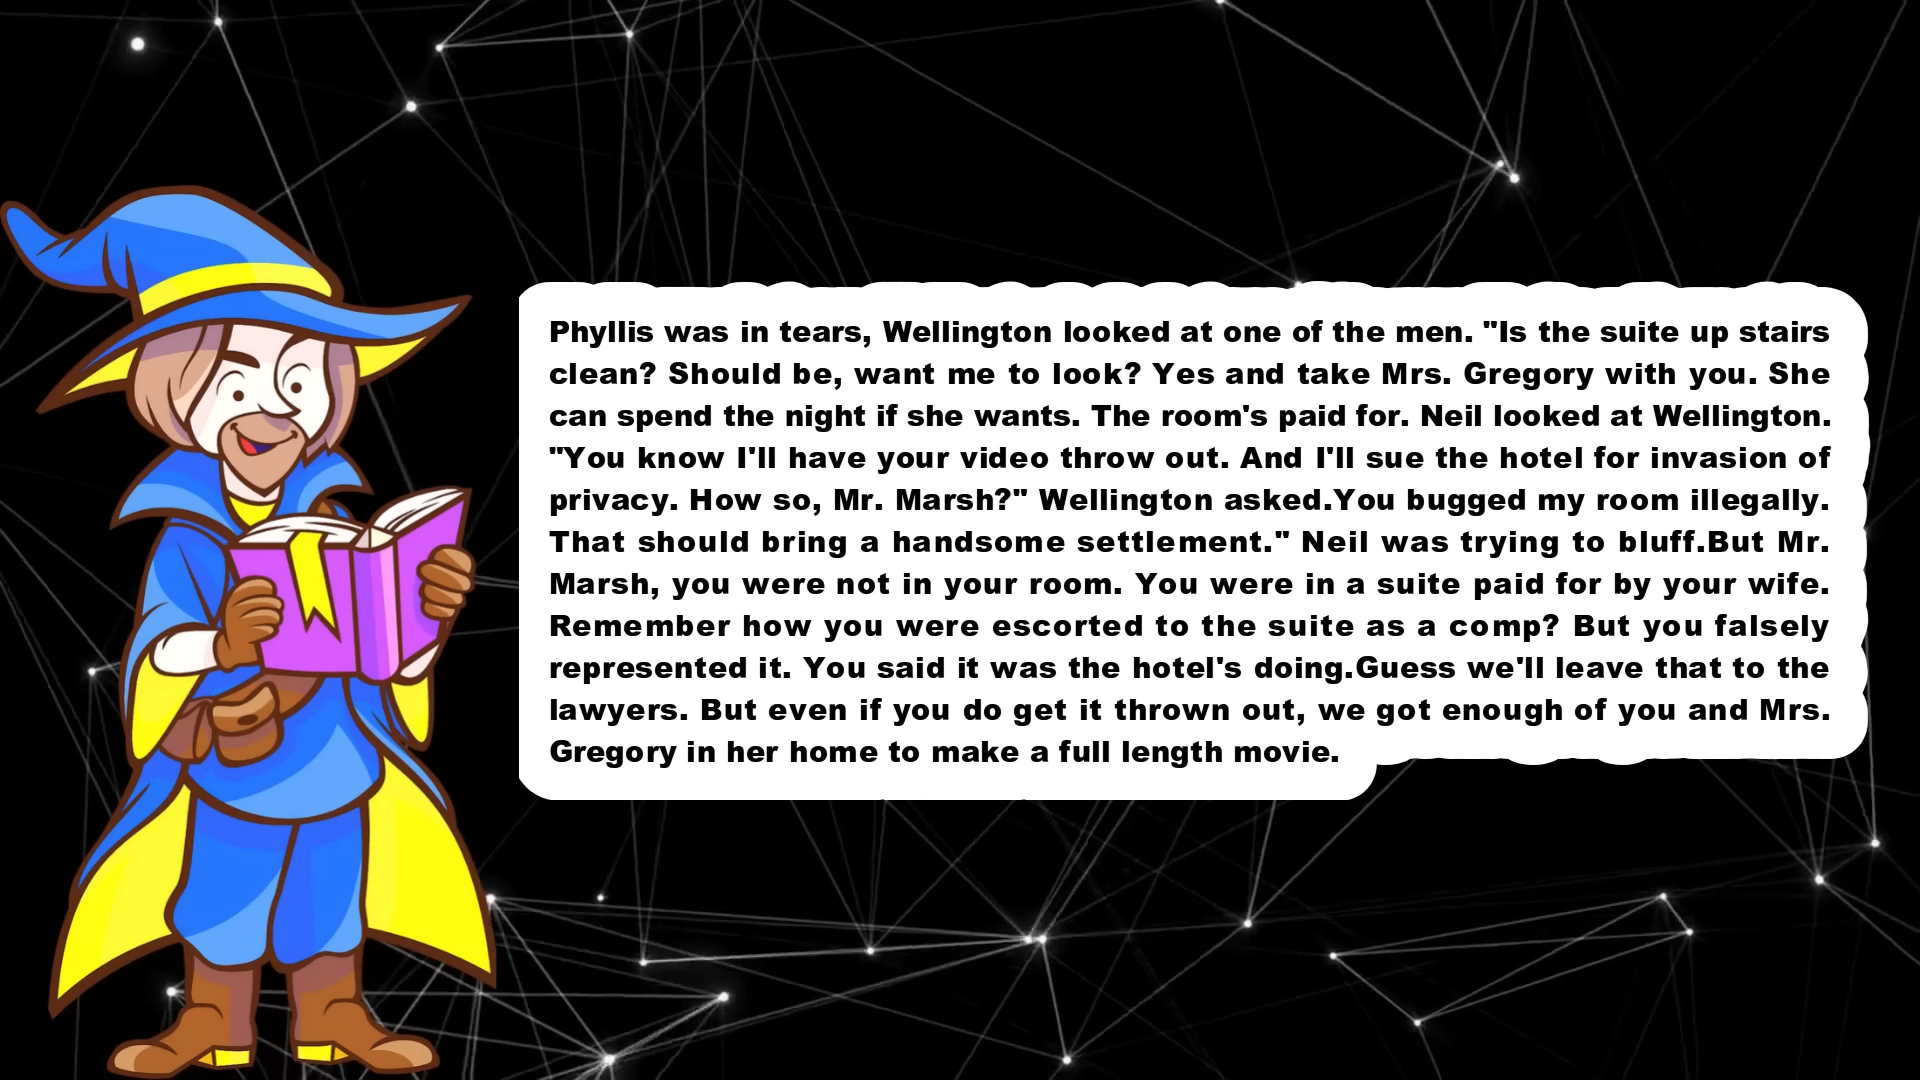 Phyllis was in tears, Wellington looked at one of the men. "Is the suite up stairs
clean? Should be, want me to look? Yes and take Mrs. Gregory with you. She
can spend the night if she wants. The room's paid for. Neil looked at Wellington.
"You know I'll have your video throw out. And I'll sue the hotel for invasion of
privacy. How so, Mr. Marsh?" Wellington asked.You bugged my room illegally.
That should bring a handsome settlement." Neil was trying to bluff.But Mr.
Marsh, you were not in your room. You were in a suite paid for by your wife.
Remember how you were escorted to the suite as a comp? But you falsely
represented it. You said it was the hotel's doing.Guess we'll leave that to the
lawyers. But even if you do get it thrown out, we got enough of you and Mrs.
Gregory in her home to make a full length movie.